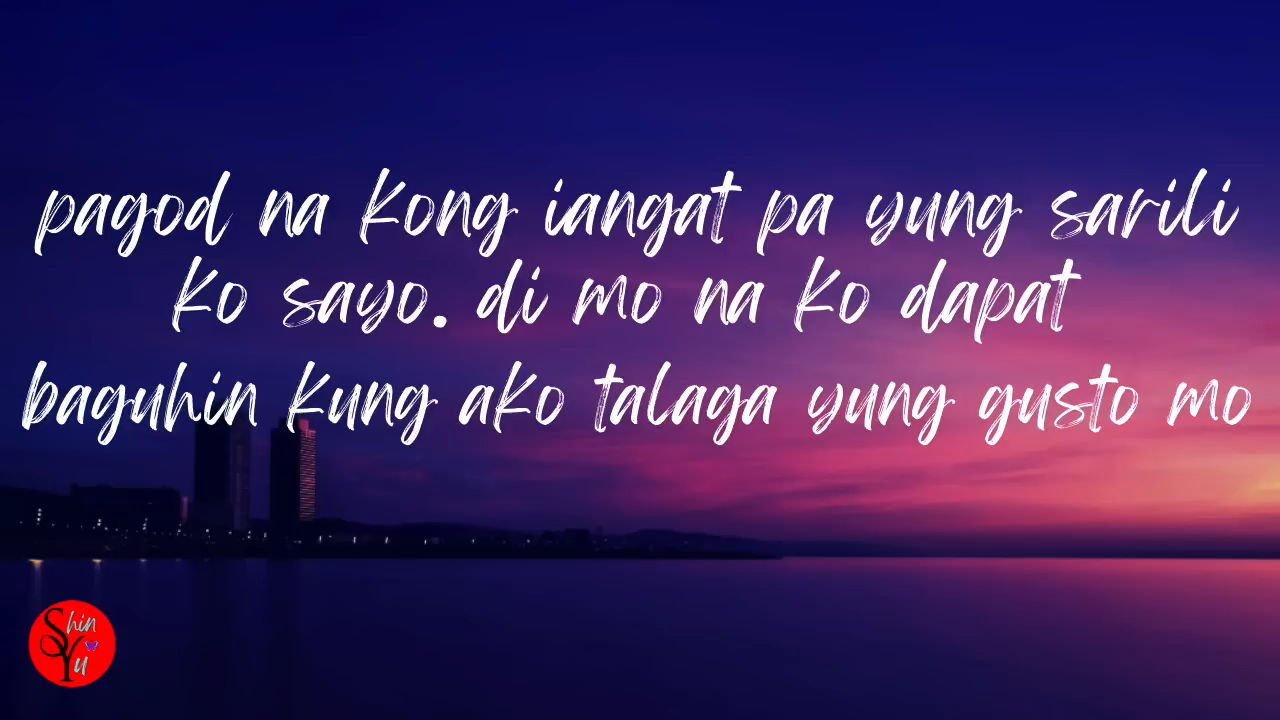 pagod na kong iangat pa yung sarili
ko sayo. di mo na ko dapat
baguhin kung ako talaga yung gusto mo
Shin
Yu